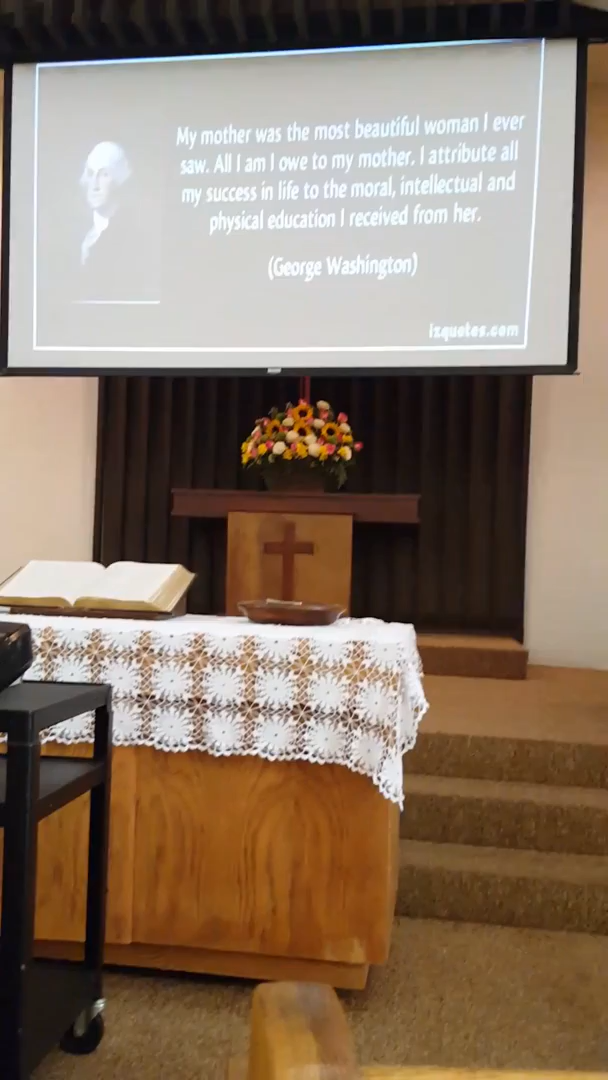 My mother was the most beautiful woman I ever
saw. All I am I owe to my mother. I attribute all
my success in life to the moral, intellectual and
physical education I received from her.
(George Washington)
izquotes.com